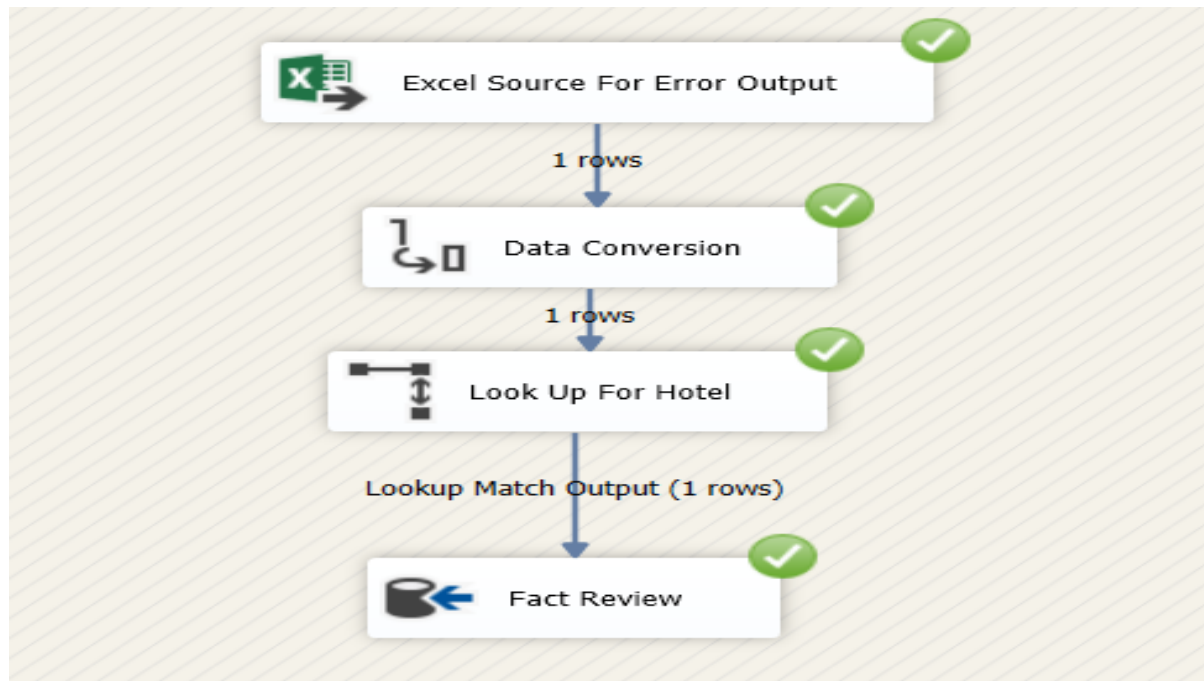 Excel Source For Error Output
1 rows
Data Conversion
1 rows
Look Up For Hotel
Lookup Match Output (1 rows)
Fact Review